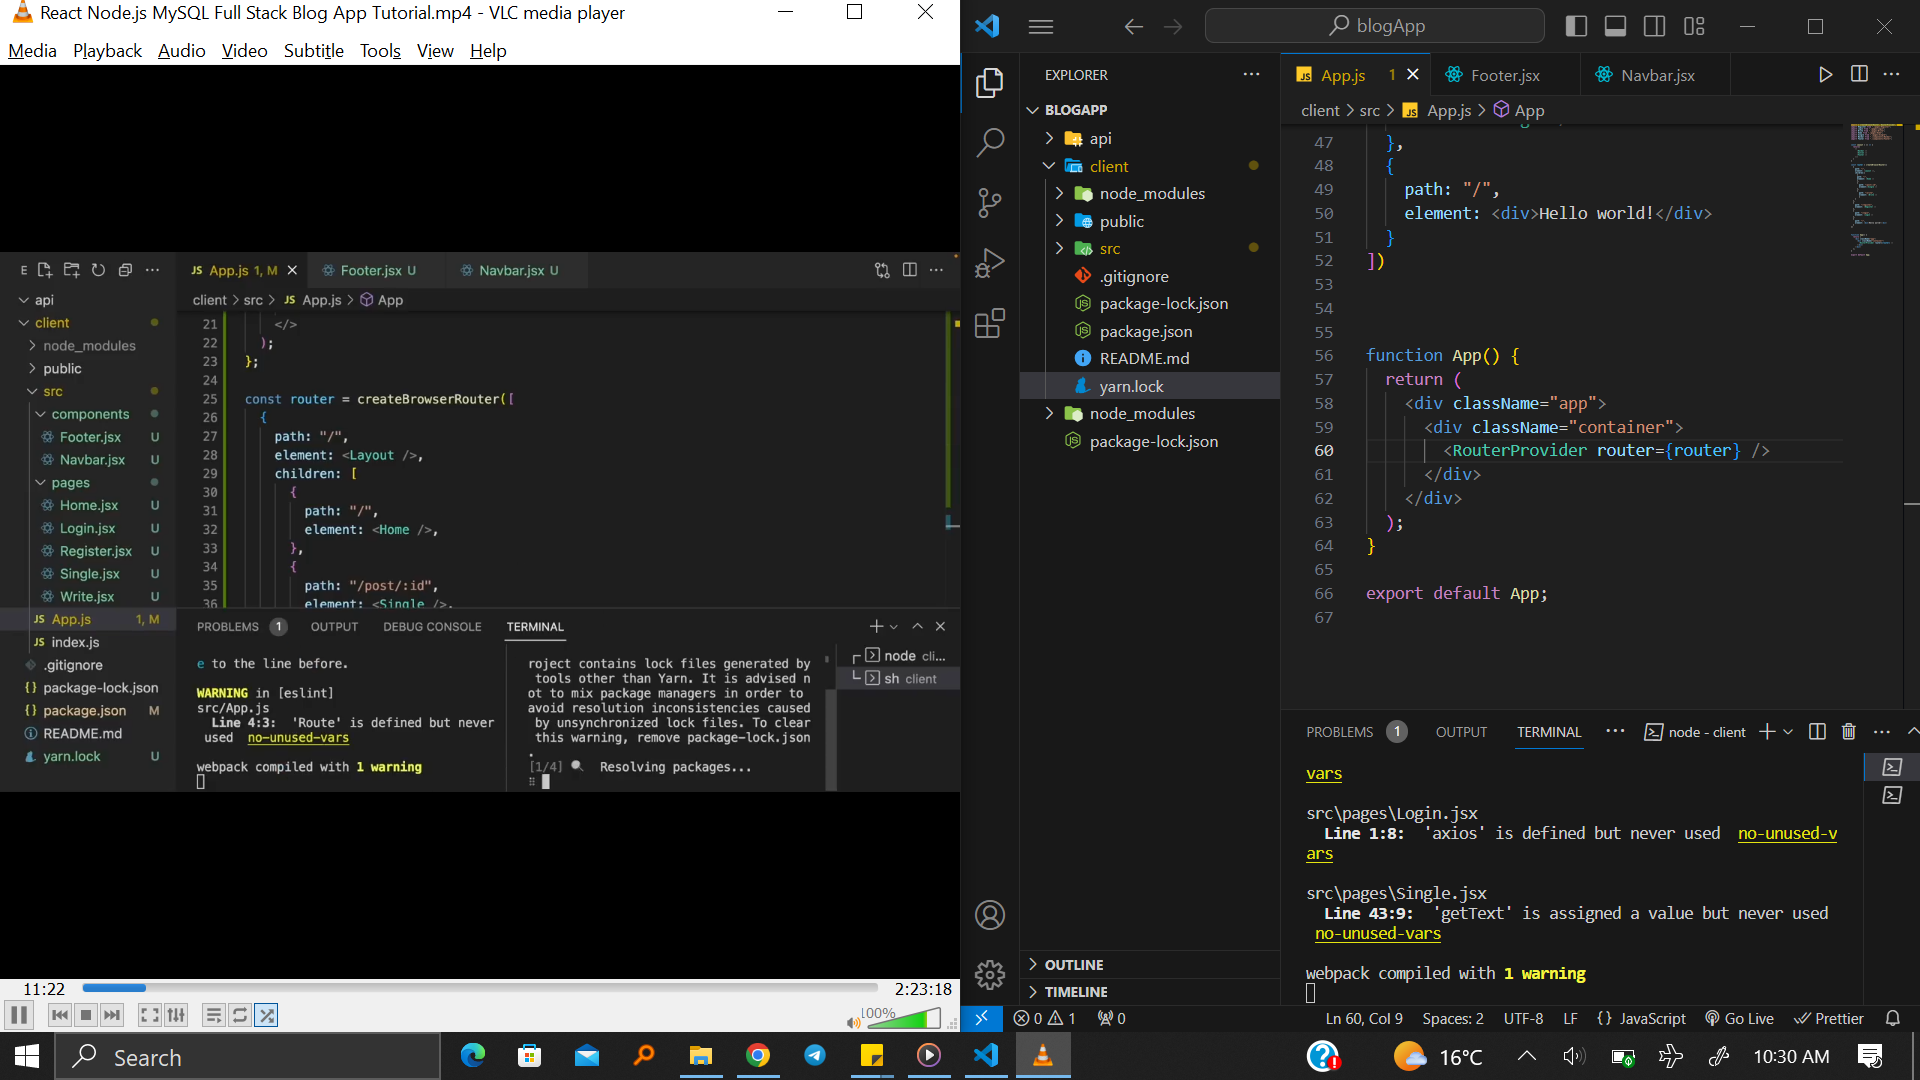 React Node.js MySQL Full Stack Blog App Tutorial.mp4 - VLC media player
Media Playback Audio Video Subtitle Tools View Help
App.js 1, M
Footer.jsx U
Navbar.jsx U
client > src > JS App.js > App
api
client
node_modules
public
src
components
Footer.jsx U
Navbar.jsx U
pages
Home.jsx U
Login.jsx U
Register.jsx U
Single.jsx U
Write.jsx U
JS App.js 1, M
JS index.js
.gitignore
package-lock.json
package.json M
README.md
yarn.lock U
21 </>
22 );
23 };
24
25 const router = createBrowserRouter([
26 {
27 path: "/",
28 element: <Layout />,
29 children: [
30 {
31 path: "/",
32 element: <Home />,
33 },
34 {
35 path: "/post/:id",
36 element: <Single />,
PROBLEMS 1 OUTPUT DEBUG CONSOLE TERMINAL
e to the line before.
WARNING in [eslint]
src/App.js
Line 4:3: 'Route' is defined but never
used no-unused-vars
webpack compiled with 1 warning
roject contains lock files generated by
tools other than Yarn. It is advised n
ot to mix package managers in order to
avoid resolution inconsistencies caused
by unsynchronized lock files. To clear
this warning, remove package-lock.json
.
[1/4] Resolving packages...
node cli...
sh client
11:22
2:23:18
100%
blogApp
EXPLORER
BLOGAPP
api
client
node_modules
public
src
.gitignore
package-lock.json
package.json
README.md
yarn.lock
node_modules
package-lock.json
OUTLINE
TIMELINE
JS App.js 1
Footer.jsx
Navbar.jsx
client > src > JS App.js > App
47 },
48 {
49 path: "/",
50 element: <div>Hello world!</div>
51 }
52 ])
53
54
55
56 function App() {
57 return (
58 <div className="app">
59 <div className="container">
60 <RouterProvider router={router} />
61 </div>
62 </div>
63 );
64 }
65
66 export default App;
67
PROBLEMS 1 OUTPUT TERMINAL
node - client
vars
src\pages\Login.jsx
Line 1:8: 'axios' is defined but never used no-unused-v
ars
src\pages\Single.jsx
Line 43:9: 'getText' is assigned a value but never used
no-unused-vars
webpack compiled with 1 warning
0 1 0
Ln 60, Col 9 Spaces: 2 UTF-8 LF {} JavaScript Go Live Prettier
Search
16°C
10:30 AM